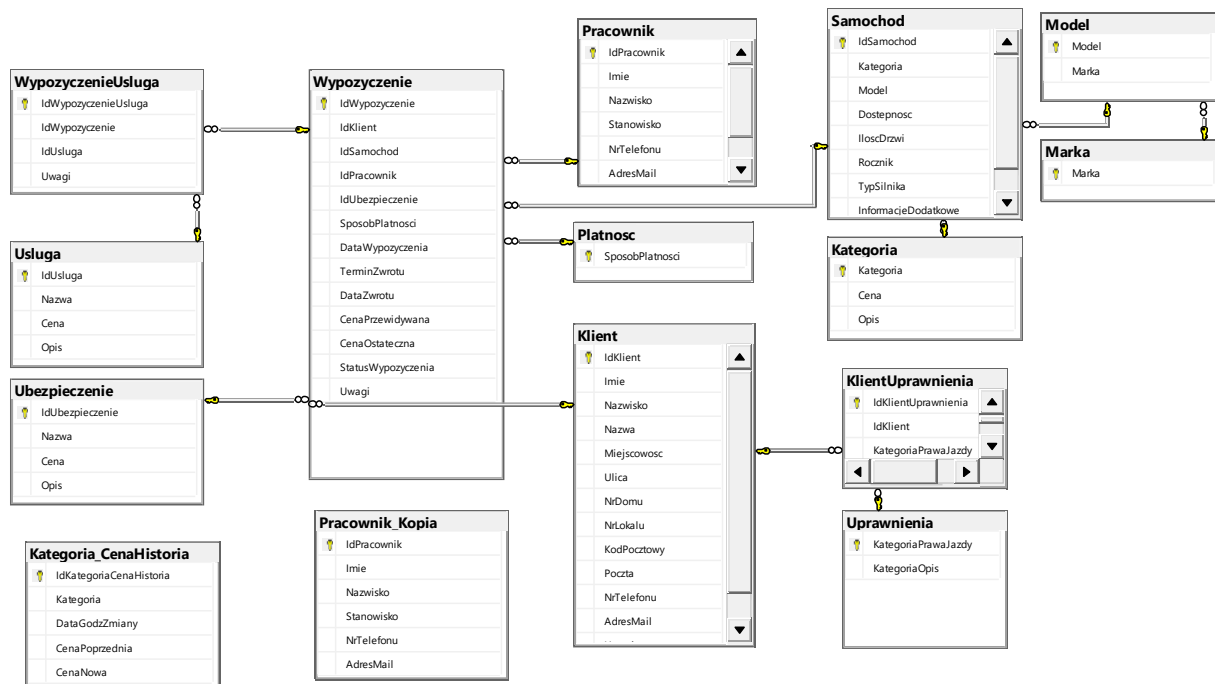 WypozyczenieUsluga
IdWypozyczenieUsluga
IdWypozyczenie
IdUsluga
Uwagi
Usluga
IdUsluga
Nazwa
Cena
Opis
Ubezpieczenie
IdUbezpieczenie
Nazwa
Cena
Opis
Kategoria_CenaHistoria
IdKategoriaCenaHistoria
Kategoria
DataGodzZmiany
CenaPoprzednia
CenaNowa
Wypozyczenie
IdWypozyczenie
IdKlient
IdSamochod
IdPracownik
IdUbezpieczenie
SposobPlatnosci
DataWypozyczenia
TerminZwrotu
DataZwrotu
CenaPrzewidywana
CenaOstateczna
StatusWypozyczenia
Uwagi
Pracownik_Kopia
IdPracownik
Imie
Nazwisko
Stanowisko
NrTelefonu
AdresMail
Pracownik
IdPracownik
Imie
Nazwisko
Stanowisko
NrTelefonu
AdresMail
Platnosc
SposobPlatnosci
Klient
IdKlient
Imie
Nazwisko
Nazwa
Miejscowosc
Ulica
NrDomu
NrLokalu
KodPocztowy
Poczta
NrTelefonu
AdresMail
Samochod
IdSamochod
Kategoria
Model
Dostepnosc
IloscDrzwi
Rocznik
TypSilnika
InformacjeDodatkowe
Kategoria
Kategoria
Cena
Opis
KlientUprawnienia
IdKlientUprawnienia
IdKlient
KategoriaPrawaJazdy
Uprawnienia
KategoriaPrawaJazdy
KategoriaOpis
Model
Model
Marka
Marka
Marka